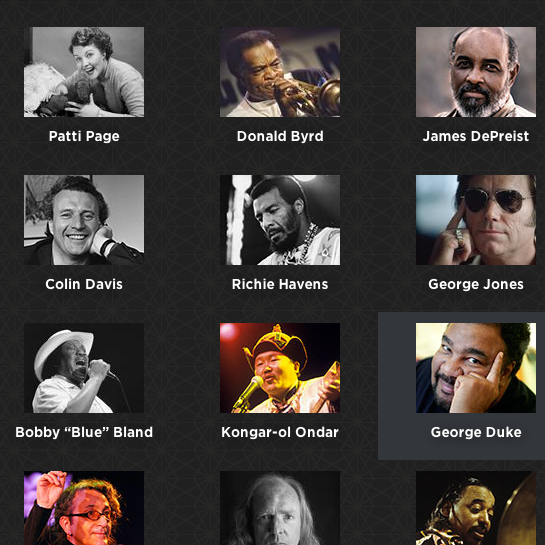 Patti Page
Donald Byrd
James DePreist
Colin Davis
Richie Havens
George Jones
Bobby “Blue” Bland
Kongar-ol Ondar
George Duke